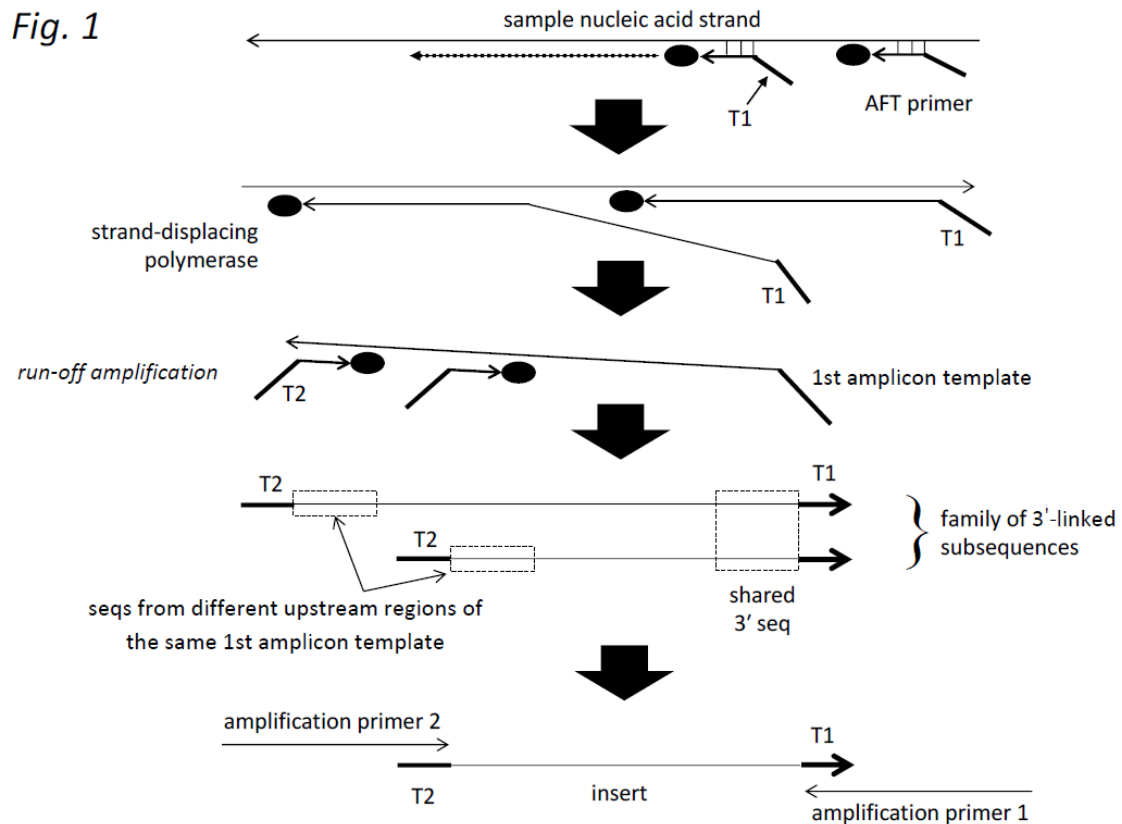 Fig. 1
sample nucleic acid strand
T1
AFT primer
strand-displacing
polymerase
T1
T1
run-off amplification
T2
1st amplicon template
T2
T1
T2
family of 3'-linked
subsequences
seqs from different upstream regions of
the same 1st amplicon template
shared
3′ seq
amplification primer 2
T1
T2
insert
amplification primer 1